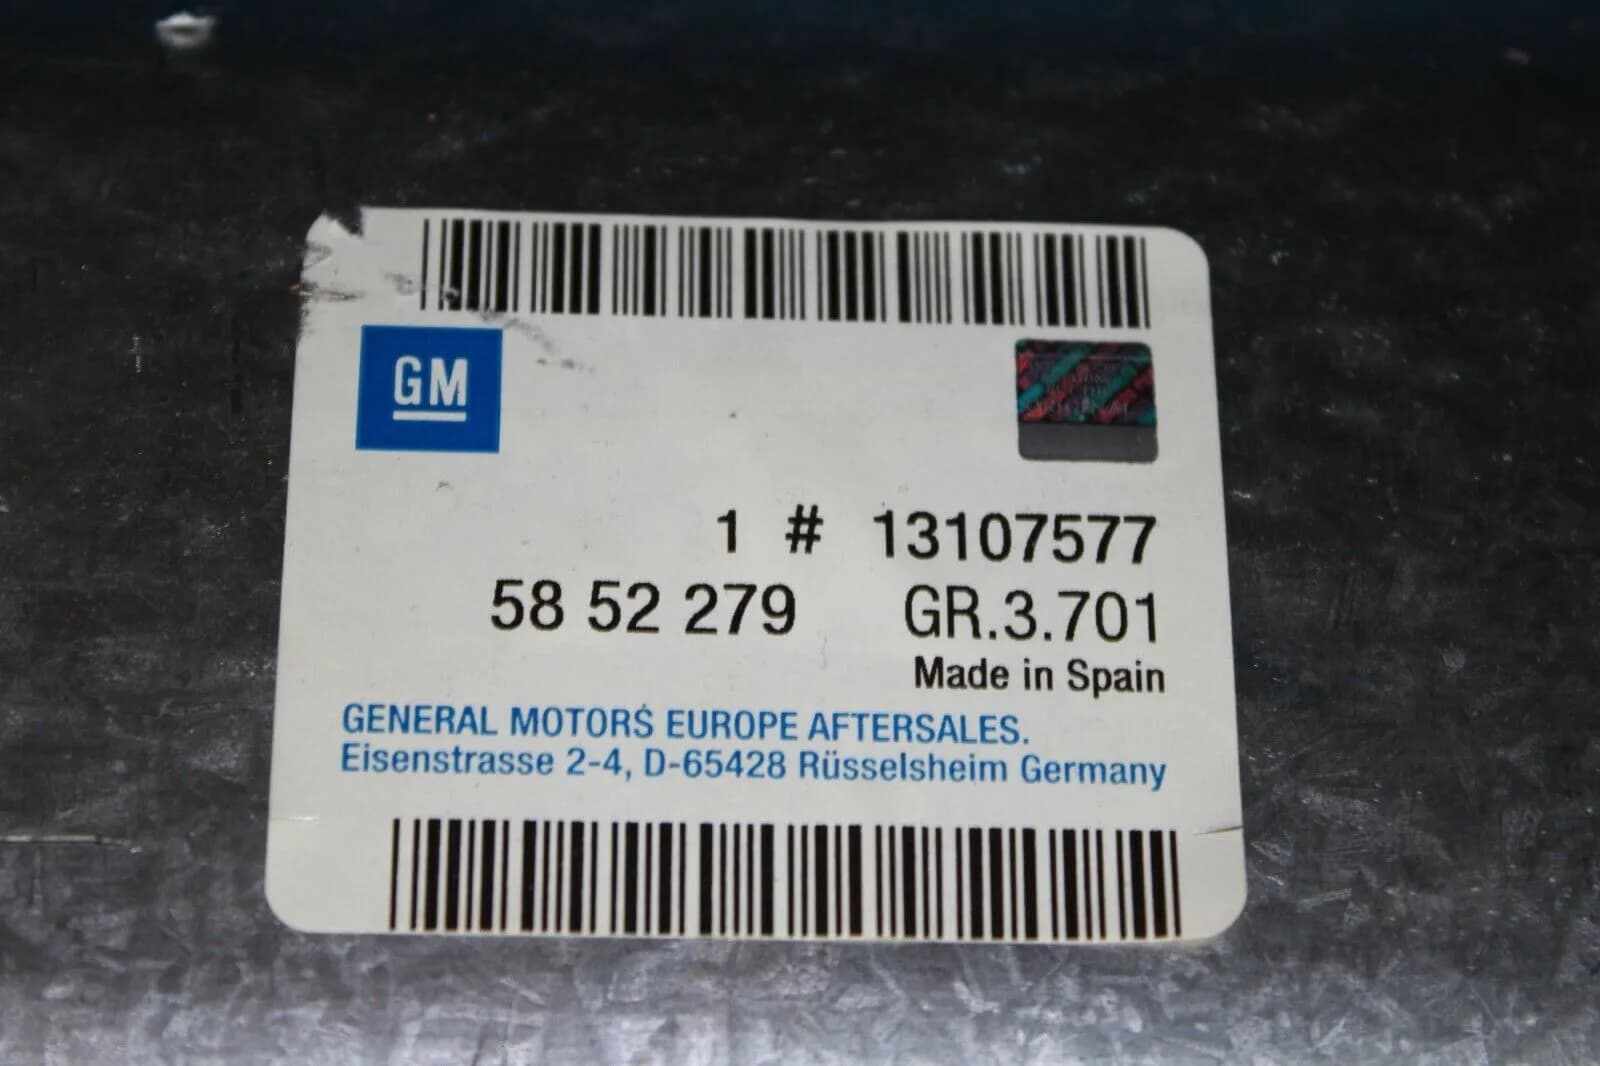 GM
1 # 13107577
58 52 279 GR.3.701
Made in Spain
GENERAL MOTORS EUROPE AFTERSALES.
Eisenstrasse 2-4, D-65428 Rüsselsheim Germany